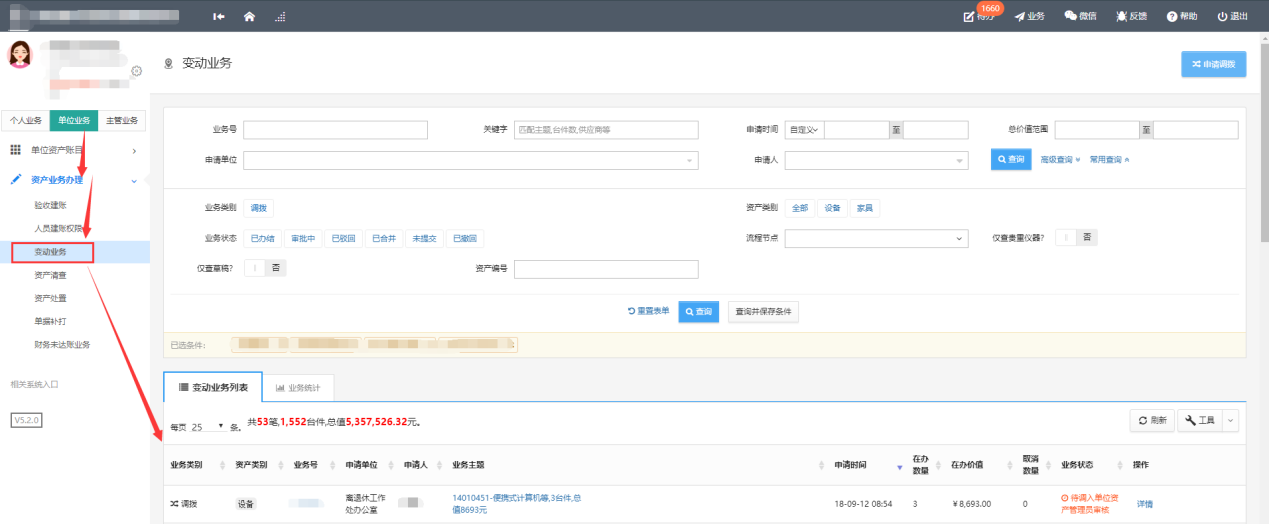 1660
待办 业务 微信 反馈 帮助 退出
变动业务
申请调拨
个人业务 单位业务 主管业务
单位资产账目
资产业务办理
验收建账
人员建账权限
变动业务
资产清查
资产处置
单据补打
财务未达账业务
相关系统入口
V5.2.0
业务号 关键字 匹配主题,台件数,供应商等 申请时间 自定义 至 总价值范围 至
申请单位 申请人 查询 高级查询 常用查询
业务类别 调拨 资产类别 全部 设备 家具
业务状态 已办结 审批中 已驳回 已合并 未提交 已撤回 流程节点 仅查贵重仪器? 否
仅查草稿? 否 资产编号
重置表单 查询 查询并保存条件
已选条件:
变动业务列表 业务统计
每页 25 条, 共53笔,1,552台件,总值5,357,526.32元。 刷新 工具
业务类别 资产类别 业务号 申请单位 申请人 业务主题 申请时间 在办数量 在办价值 取消数量 业务状态 操作
调拨 设备 离退休工作处办公室 14010451-便携式计算机等,3台件,总值8693元 18-09-12 08:54 3 ¥8,693.00 0 待调入单位资产管理员审核 详情